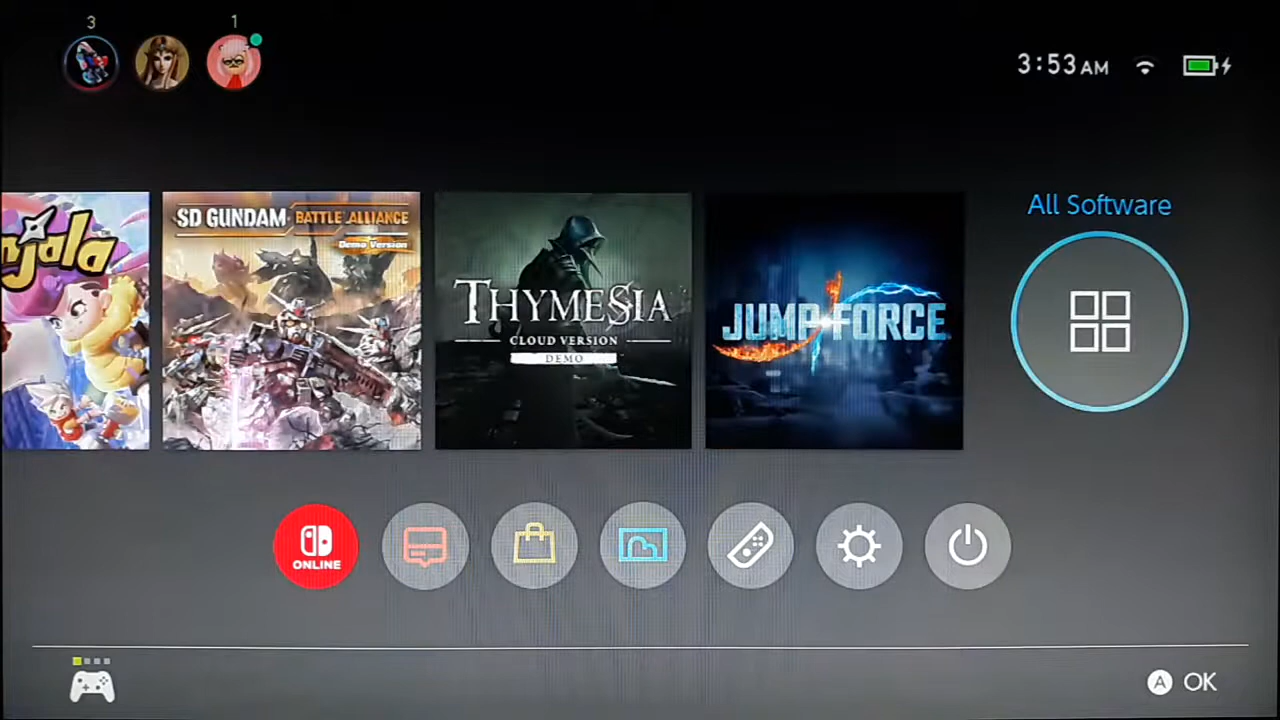 3
1
3:53 AM
njala
SD GUNDAM BATTLE ALLIANCE
Demo Version
THYMESIA
CLOUD VERSION
DEMO
JUMP FORCE
All Software
ONLINE
A OK